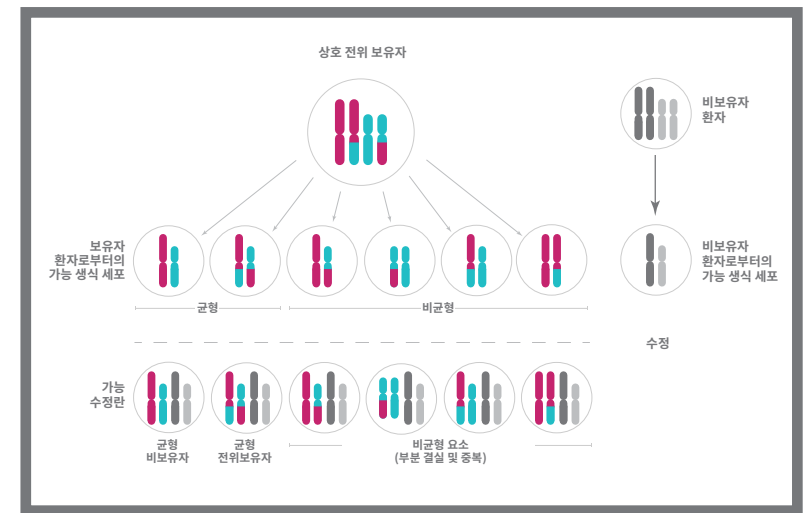 상호 전위 보유자
비보유자
환자
보유자
환자로부터의
가능 생식 세포
비보유자
환자로부터의
가능 생식 세포
균형
비균형
수정
가능
수정란
균형
비보유자
균형
전위보유자
비균형 요소
(부분 결실 및 중복)